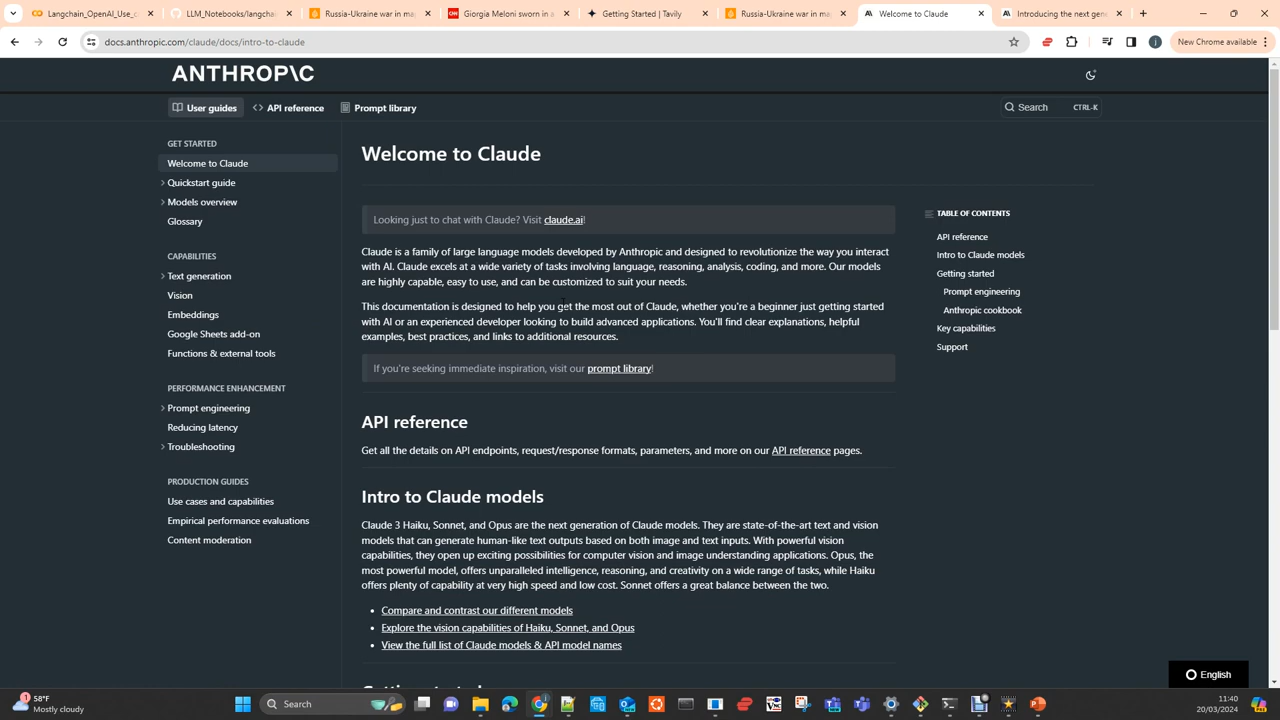 Langchain_OpenAI_Use_c
LLM_Notebooks/langchai
Russia-Ukraine war in ma
Giorgia Meloni sworn in a
Getting Started | Tavily
Russia-Ukraine war in ma
Welcome to Claude
Introducing the next gene
docs.anthropic.com/claude/docs/intro-to-claude
New Chrome available
ANTHROP\C
User guides
API reference
Prompt library
Search
CTRL-K
GET STARTED
Welcome to Claude
Quickstart guide
Models overview
Glossary
CAPABILITIES
Text generation
Vision
Embeddings
Google Sheets add-on
Functions & external tools
PERFORMANCE ENHANCEMENT
Prompt engineering
Reducing latency
Troubleshooting
PRODUCTION GUIDES
Use cases and capabilities
Empirical performance evaluations
Content moderation
Welcome to Claude
Looking just to chat with Claude? Visit claude.ai!
Claude is a family of large language models developed by Anthropic and designed to revolutionize the way you interact
with AI. Claude excels at a wide variety of tasks involving language, reasoning, analysis, coding, and more. Our models
are highly capable, easy to use, and can be customized to suit your needs.
This documentation is designed to help you get the most out of Claude, whether you're a beginner just getting started
with AI or an experienced developer looking to build advanced applications. You'll find clear explanations, helpful
examples, best practices, and links to additional resources.
If you're seeking immediate inspiration, visit our prompt library!
API reference
Get all the details on API endpoints, request/response formats, parameters, and more on our API reference pages.
Intro to Claude models
Claude 3 Haiku, Sonnet, and Opus are the next generation of Claude models. They are state-of-the-art text and vision
models that can generate human-like text outputs based on both image and text inputs. With powerful vision
capabilities, they open up exciting possibilities for computer vision and image understanding applications. Opus, the
most powerful model, offers unparalleled intelligence, reasoning, and creativity on a wide range of tasks, while Haiku
offers plenty of capability at very high speed and low cost. Sonnet offers a great balance between the two.
• Compare and contrast our different models
• Explore the vision capabilities of Haiku, Sonnet, and Opus
• View the full list of Claude models & API model names
TABLE OF CONTENTS
API reference
Intro to Claude models
Getting started
Prompt engineering
Anthropic cookbook
Key capabilities
Support
English
58°F
Mostly cloudy
Search
11:40
20/03/2024